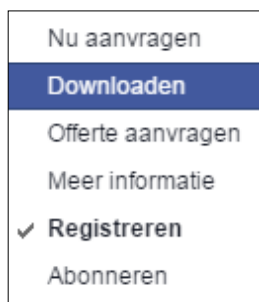 Nu aanvragen
Downloaden
Offerte aanvragen
Meer informatie
Registreren
Abonneren